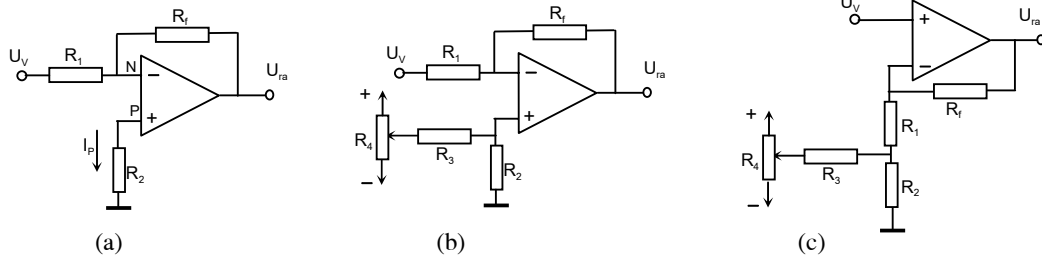 U_V R_1 N − R_f U_ra
P +
I_P R_2
(a)
U_V R_1 − R_f U_ra
+ +
R_4 R_3 R_2
−
(b)
U_V + U_ra
−
R_f
+ R_1
R_4 R_3 R_2
−
(c)